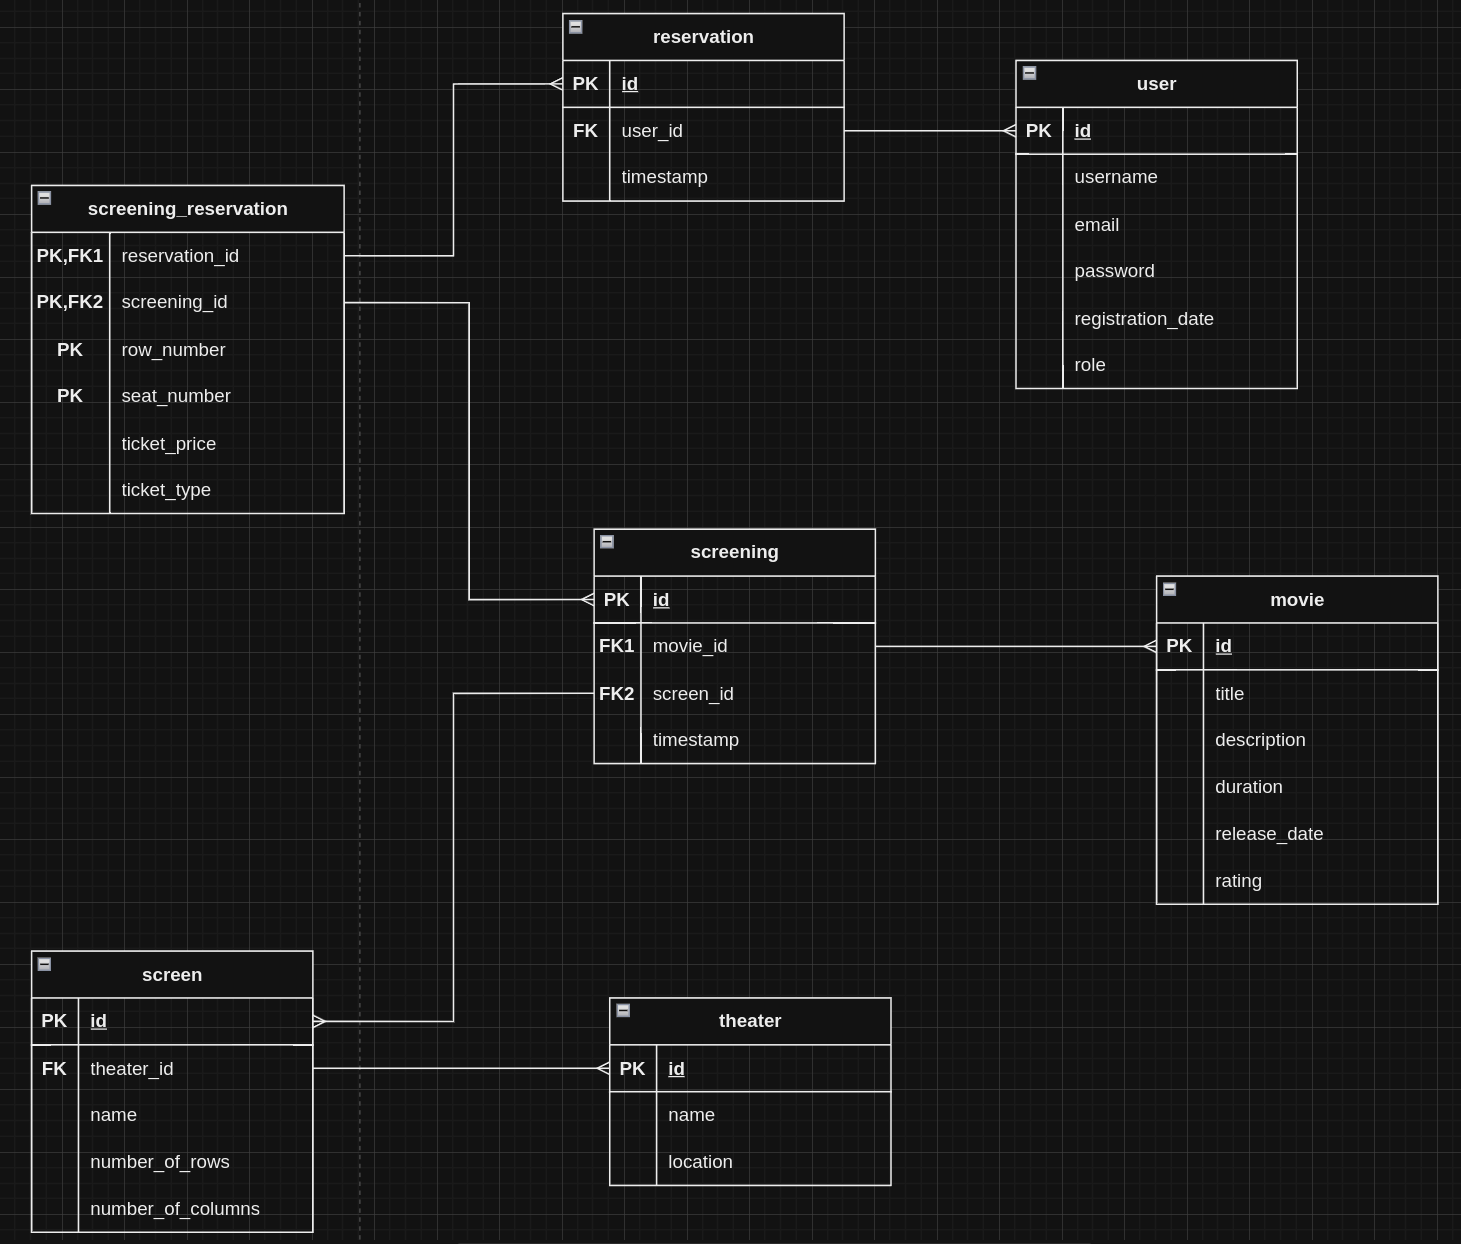 reservation
PK id
FK user_id
timestamp
user
PK id
username
email
password
registration_date
role
screening_reservation
PK,FK1 reservation_id
PK,FK2 screening_id
PK row_number
PK seat_number
ticket_price
ticket_type
screening
PK id
FK1 movie_id
FK2 screen_id
timestamp
movie
PK id
title
description
duration
release_date
rating
screen
PK id
FK theater_id
name
number_of_rows
number_of_columns
theater
PK id
name
location